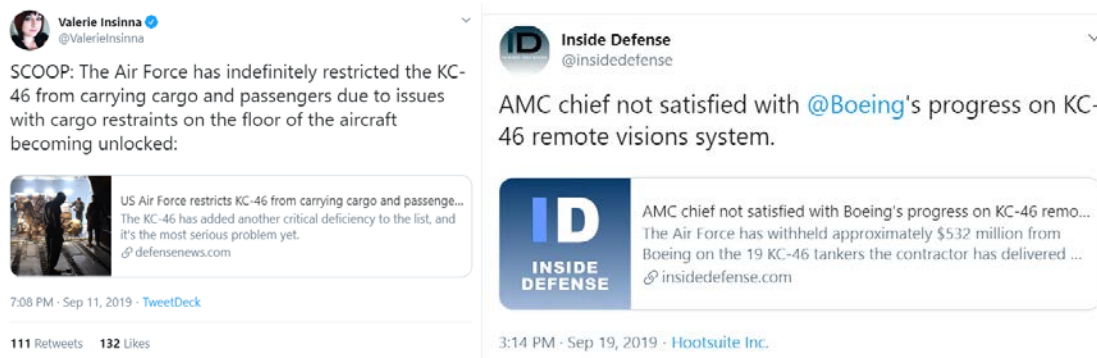 Valerie Insinna
@ValerieInsinna
SCOOP: The Air Force has indefinitely restricted the KC-
46 from carrying cargo and passengers due to issues
with cargo restraints on the floor of the aircraft
becoming unlocked:
US Air Force restricts KC-46 from carrying cargo and passenge...
The KC-46 has added another critical deficiency to the list, and
it's the most serious problem yet.
defensenews.com
7:08 PM · Sep 11, 2019 · TweetDeck
111 Retweets 132 Likes
ID
Inside Defense
@insidedefense
AMC chief not satisfied with @Boeing's progress on KC-
46 remote visions system.
ID
INSIDE
DEFENSE
AMC chief not satisfied with Boeing's progress on KC-46 remo...
The Air Force has withheld approximately $532 million from
Boeing on the 19 KC-46 tankers the contractor has delivered ...
insidedefense.com
3:14 PM · Sep 19, 2019 · Hootsuite Inc.